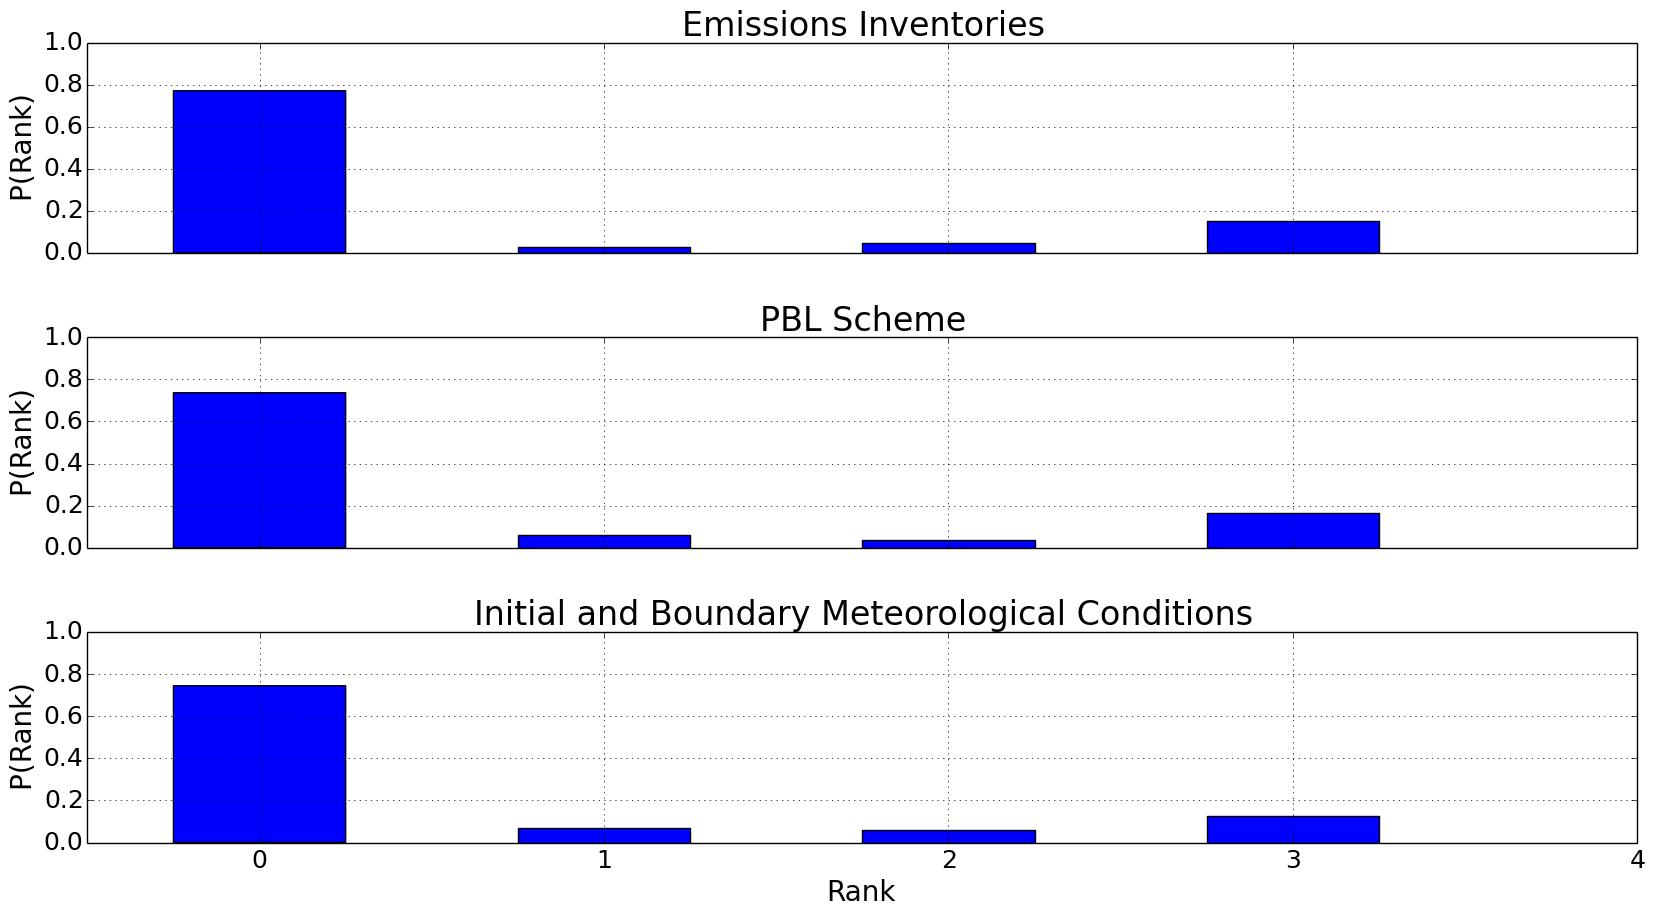 Emissions Inventories
1.0
0.8
0.6
0.4
0.2
0.0
P(Rank)
PBL Scheme
1.0
0.8
0.6
0.4
0.2
0.0
P(Rank)
Initial and Boundary Meteorological Conditions
1.0
0.8
0.6
0.4
0.2
0.0
P(Rank)
0 1 2 3 4
Rank